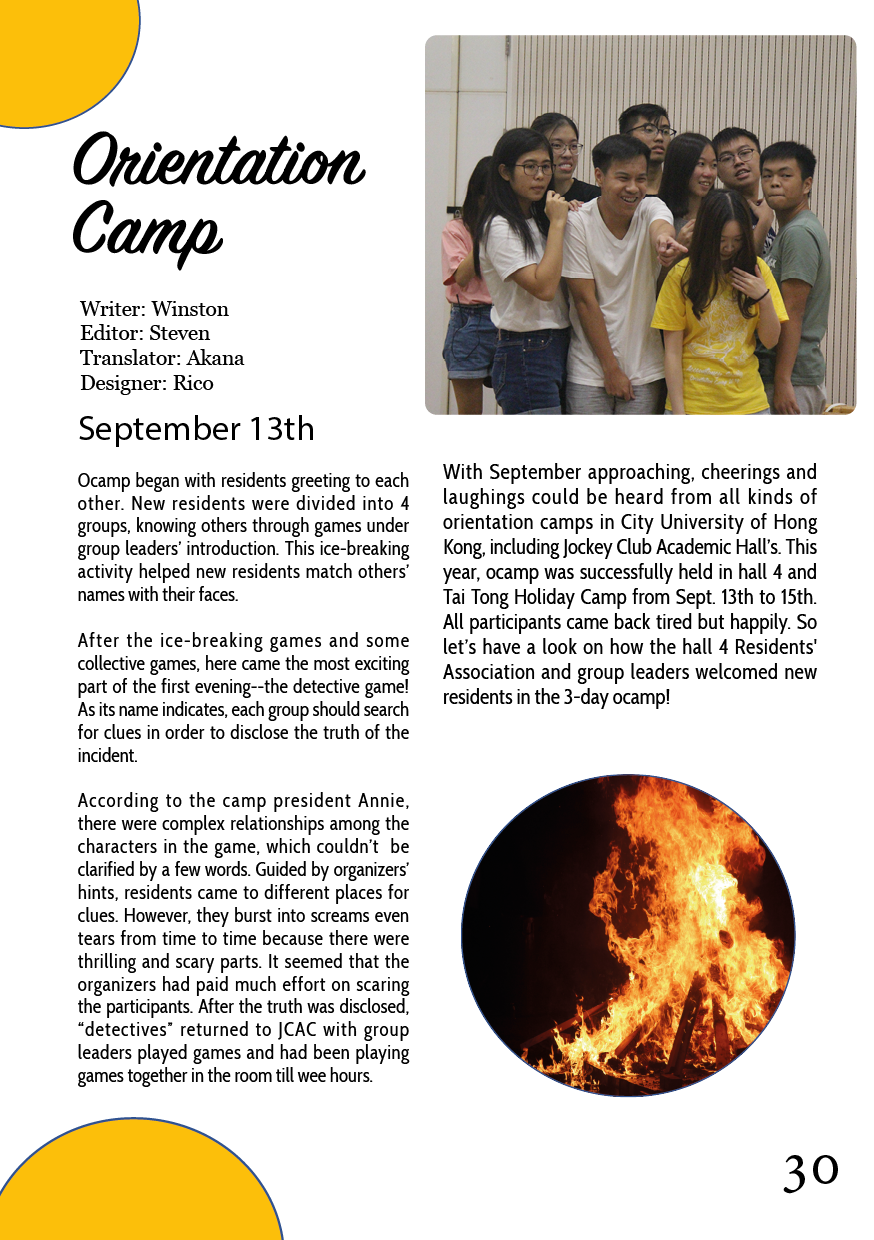 Orientation
Camp
Writer: Winston
Editor: Steven
Translator: Akana
Designer: Rico
September 13th
Ocamp began with residents greeting to each
other. New residents were divided into 4
groups, knowing others through games under
group leaders’ introduction. This ice-breaking
activity helped new residents match others’
names with their faces.
After the ice-breaking games and some
collective games, here came the most exciting
part of the first evening--the detective game!
As its name indicates, each group should search
for clues in order to disclose the truth of the
incident.
According to the camp president Annie,
there were complex relationships among the
characters in the game, which couldn’t be
clarified by a few words. Guided by organizers’
hints, residents came to different places for
clues. However, they burst into screams even
tears from time to time because there were
thrilling and scary parts. It seemed that the
organizers had paid much effort on scaring
the participants. After the truth was disclosed,
“detectives” returned to JCAC with group
leaders played games and had been playing
games together in the room till wee hours.
With September approaching, cheerings and
laughings could be heard from all kinds of
orientation camps in City University of Hong
Kong, including Jockey Club Academic Hall’s. This
year, ocamp was successfully held in hall 4 and
Tai Tong Holiday Camp from Sept. 13th to 15th.
All participants came back tired but happily. So
let’s have a look on how the hall 4 Residents'
Association and group leaders welcomed new
residents in the 3-day ocamp!
30